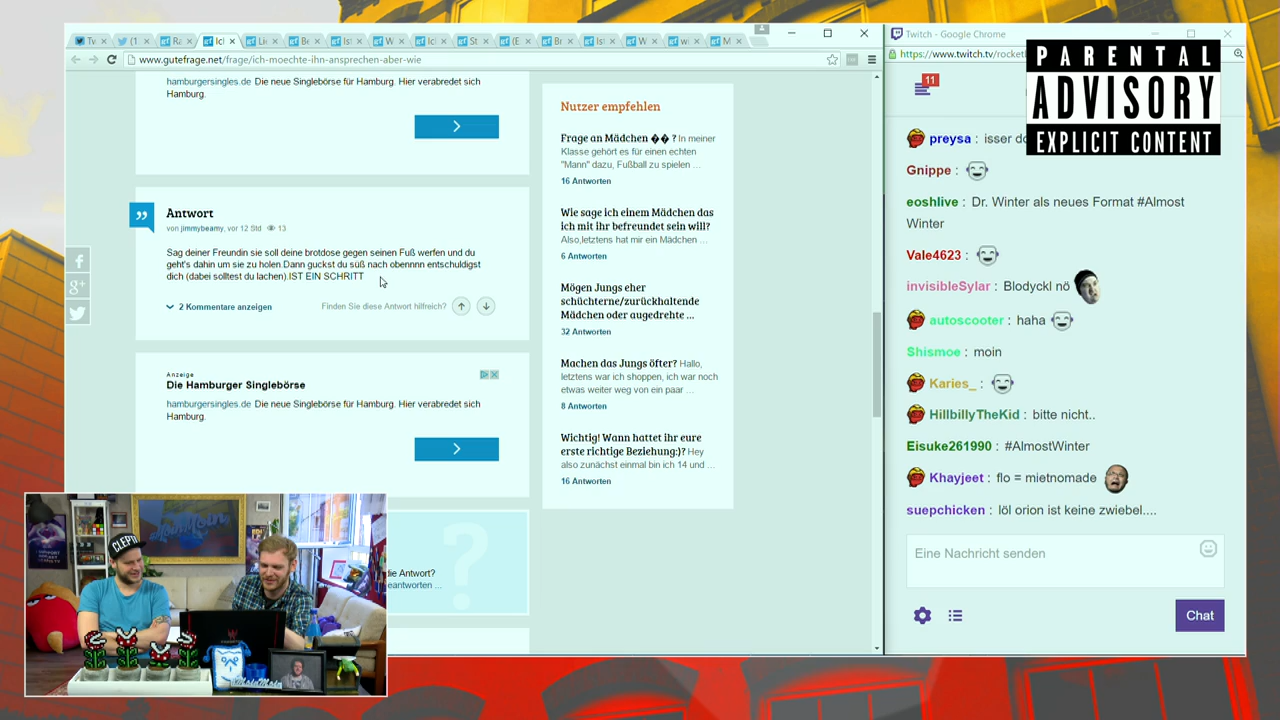 www.gutefrage.net/frage/ich-moechte-ihn-ansprechen-aber-wie
hamburgersingles.de Die neue Singlebörse für Hamburg. Hier verabredet sich
Hamburg.
Antwort
von jimmybeamy, vor 12 Std 13
Sag deiner Freundin sie soll deine brotdose gegen seinen Fuß werfen und du
geht's dahin um sie zu holen Dann guckst du süß nach obennnn entschuldigst
dich (dabei solltest du lachen).IST EIN SCHRITT
2 Kommentare anzeigen
Finden Sie diese Antwort hilfreich?
Anzeige
Die Hamburger Singlebörse
hamburgersingles.de Die neue Singlebörse für Hamburg. Hier verabredet sich
Hamburg.
die Antwort?
eantworten ...
Nutzer empfehlen
Frage an Mädchen �� ? In meiner
Klasse gehört es für einen echten
"Mann" dazu, Fußball zu spielen ...
16 Antworten
Wie sage ich einem Mädchen das
ich mit ihr befreundet sein will?
Also,letztens hat mir ein Mädchen ...
6 Antworten
Mögen Jungs eher
schüchterne/zurückhaltende
Mädchen oder augedrehte ...
32 Antworten
Machen das Jungs öfter? Hallo,
letztens war ich shoppen, ich war noch
etwas weiter weg von ein paar ...
8 Antworten
Wichtig! Wann hattet ihr eure
erste richtige Beziehung:)? Hey
also zunächst einmal bin ich 14 und ...
16 Antworten
Twitch - Google Chrome
https://www.twitch.tv/rocketb
11
PARENTAL
ADVISORY
EXPLICIT CONTENT
preysa : isser do
Gnippe :
eoshlive : Dr. Winter als neues Format #Almost
Winter
Vale4623 :
invisibleSylar : Blodyckl nö
autoscooter : haha
Shismoe : moin
Karies_ :
HillbillyTheKid : bitte nicht..
Eisuke261990 : #AlmostWinter
Khayjeet : flo = mietnomade
suepchicken : löl orion ist keine zwiebel....
Eine Nachricht senden
Chat
MoinMoin